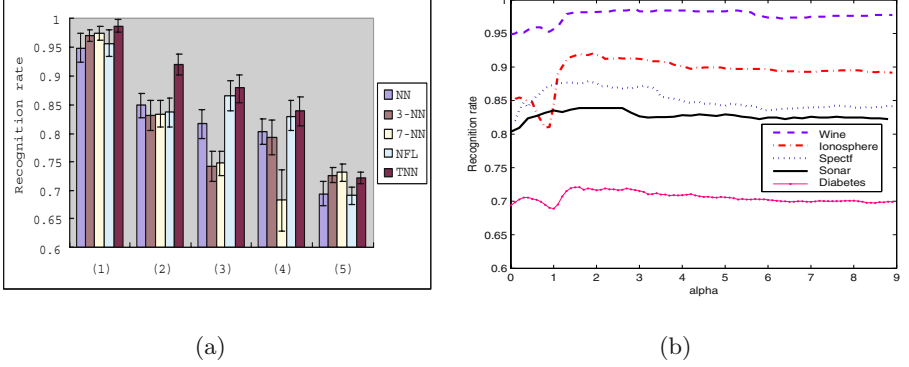 1
0.95
0.9
0.85
0.8
0.75
0.7
0.65
0.6
Recognition rate
(1) (2) (3) (4) (5)
NN
3-NN
7-NN
NFL
TNN
(a)
0.95
0.9
0.85
0.8
0.75
0.7
0.65
0.6
Recognition rate
0 1 2 3 4 5 6 7 8 9
alpha
Wine
Ionosphere
Spectf
Sonar
Diabetes
(b)